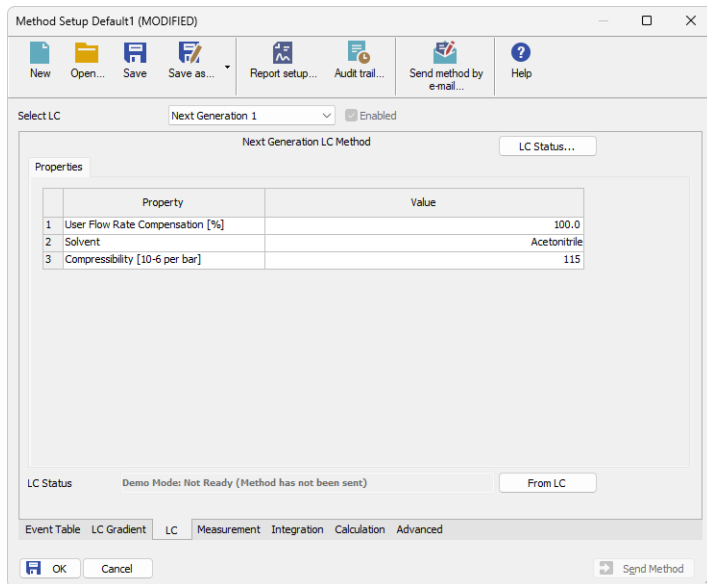 Method Setup Default1 (MODIFIED)
New Open... Save Save as... Report setup... Audit trail... Send method by e-mail... Help
Select LC Next Generation 1 Enabled
Next Generation LC Method LC Status...
Properties
Property Value
1 User Flow Rate Compensation [%] 100.0
2 Solvent Acetonitrile
3 Compressibility [10-6 per bar] 115
LC Status Demo Mode: Not Ready (Method has not been sent) From LC
Event Table LC Gradient LC Measurement Integration Calculation Advanced
OK Cancel Send Method